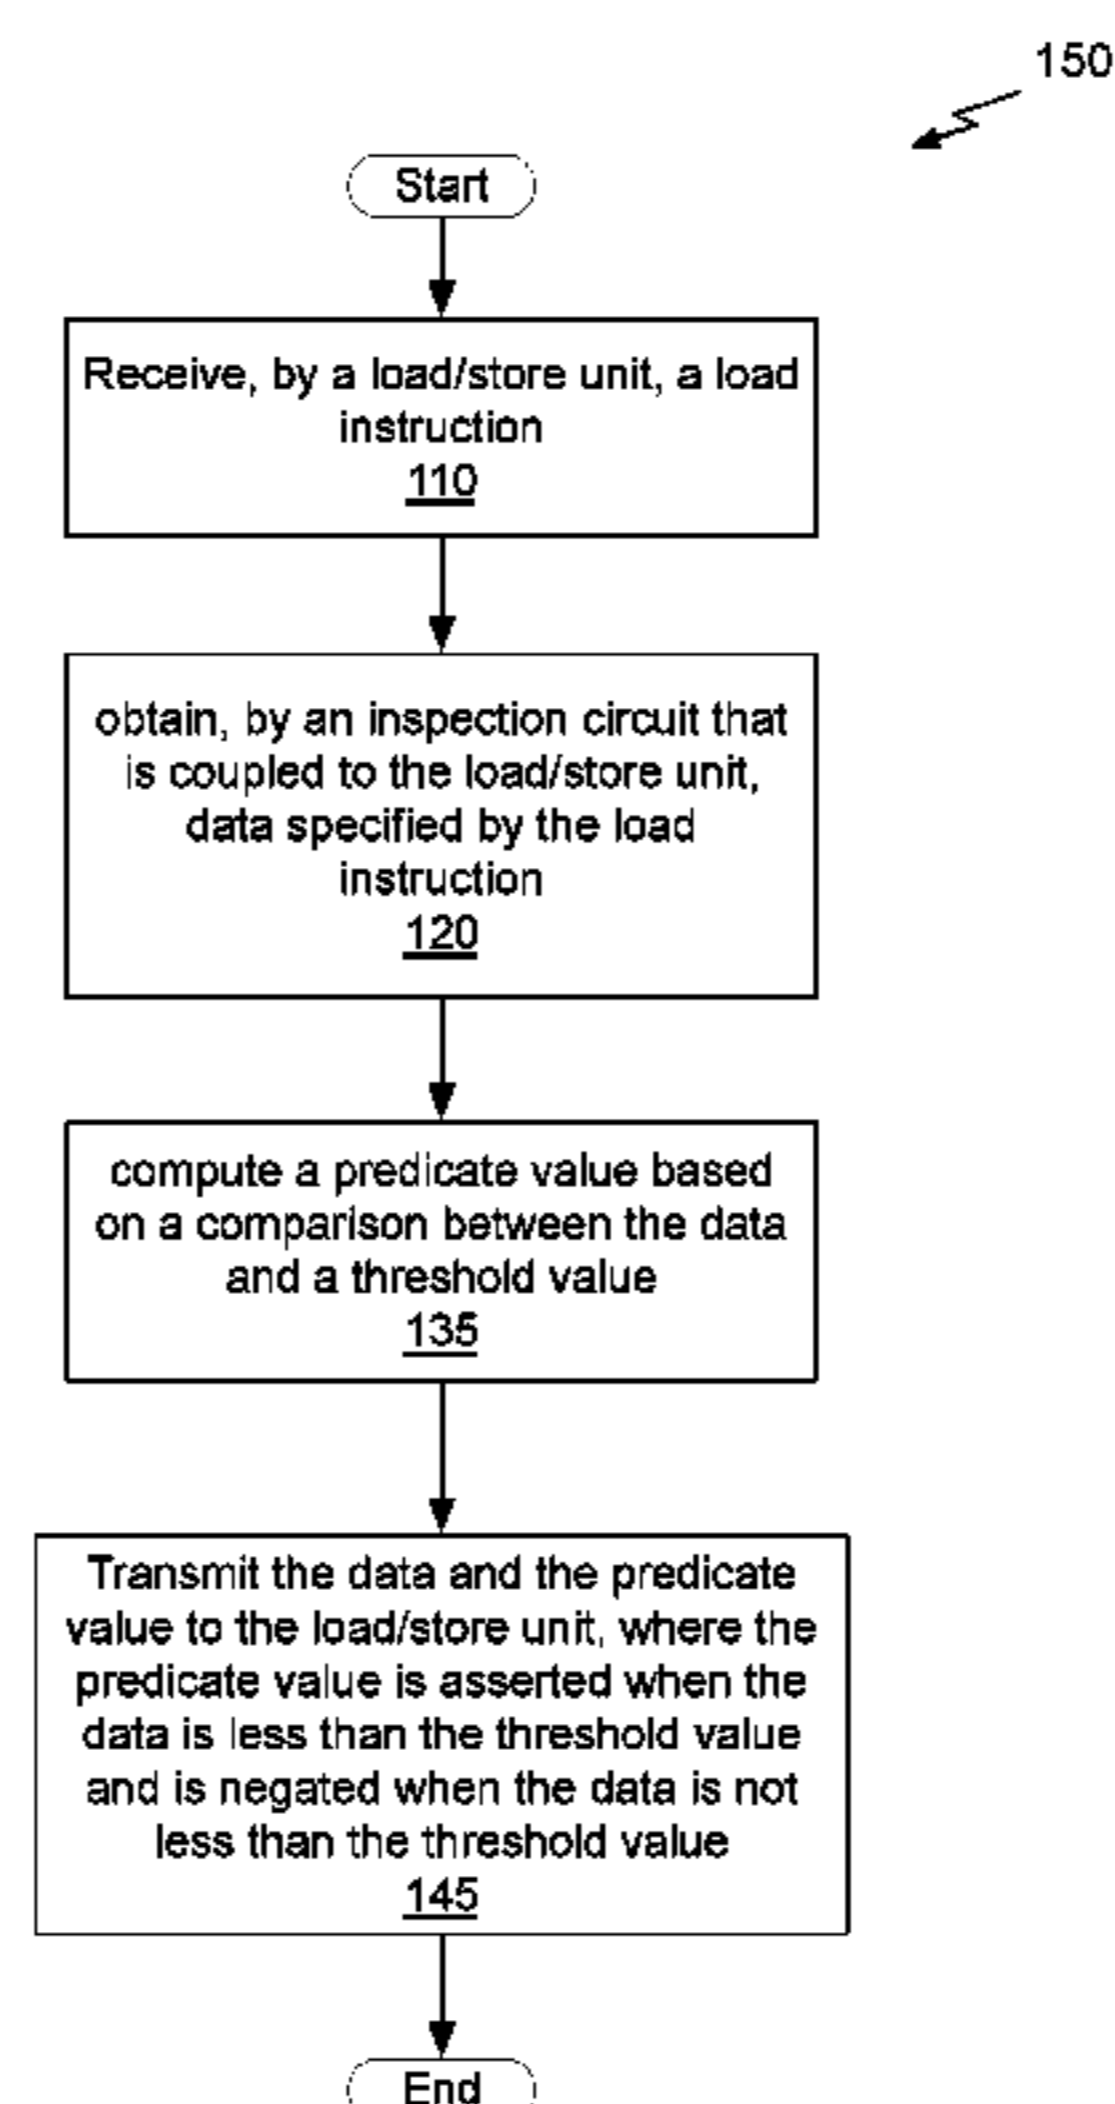 150
Start
Receive, by a load/store unit, a load
instruction
110
obtain, by an inspection circuit that
is coupled to the load/store unit,
data specified by the load
instruction
120
compute a predicate value based
on a comparison between the data
and a threshold value
135
Transmit the data and the predicate
value to the load/store unit, where the
predicate value is asserted when the
data is less than the threshold value
and is negated when the data is not
less than the threshold value
145
End